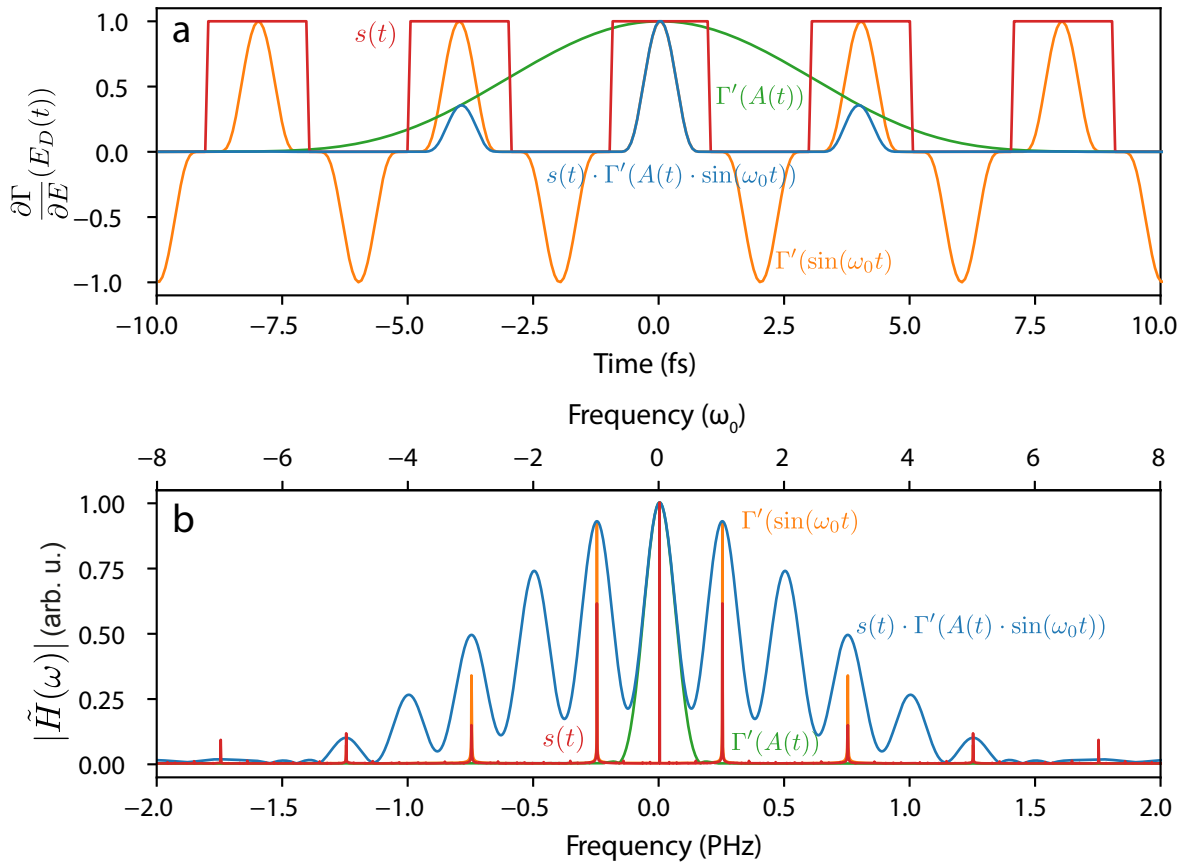 a
s(t)
Γ′(A(t))
s(t) · Γ′(A(t) · sin(ω₀t))
Γ′(sin(ω₀t)
∂Γ/∂E (E_D(t))
1.0
0.5
0.0
−0.5
−1.0
−10.0 −7.5 −5.0 −2.5 0.0 2.5 5.0 7.5 10.0
Time (fs)
Frequency (ω₀)
−8 −6 −4 −2 0 2 4 6 8
b
Γ′(sin(ω₀t)
s(t) · Γ′(A(t) · sin(ω₀t))
s(t)
Γ′(A(t))
|H̃(ω)| (arb. u.)
1.00
0.75
0.50
0.25
0.00
−2.0 −1.5 −1.0 −0.5 0.0 0.5 1.0 1.5 2.0
Frequency (PHz)